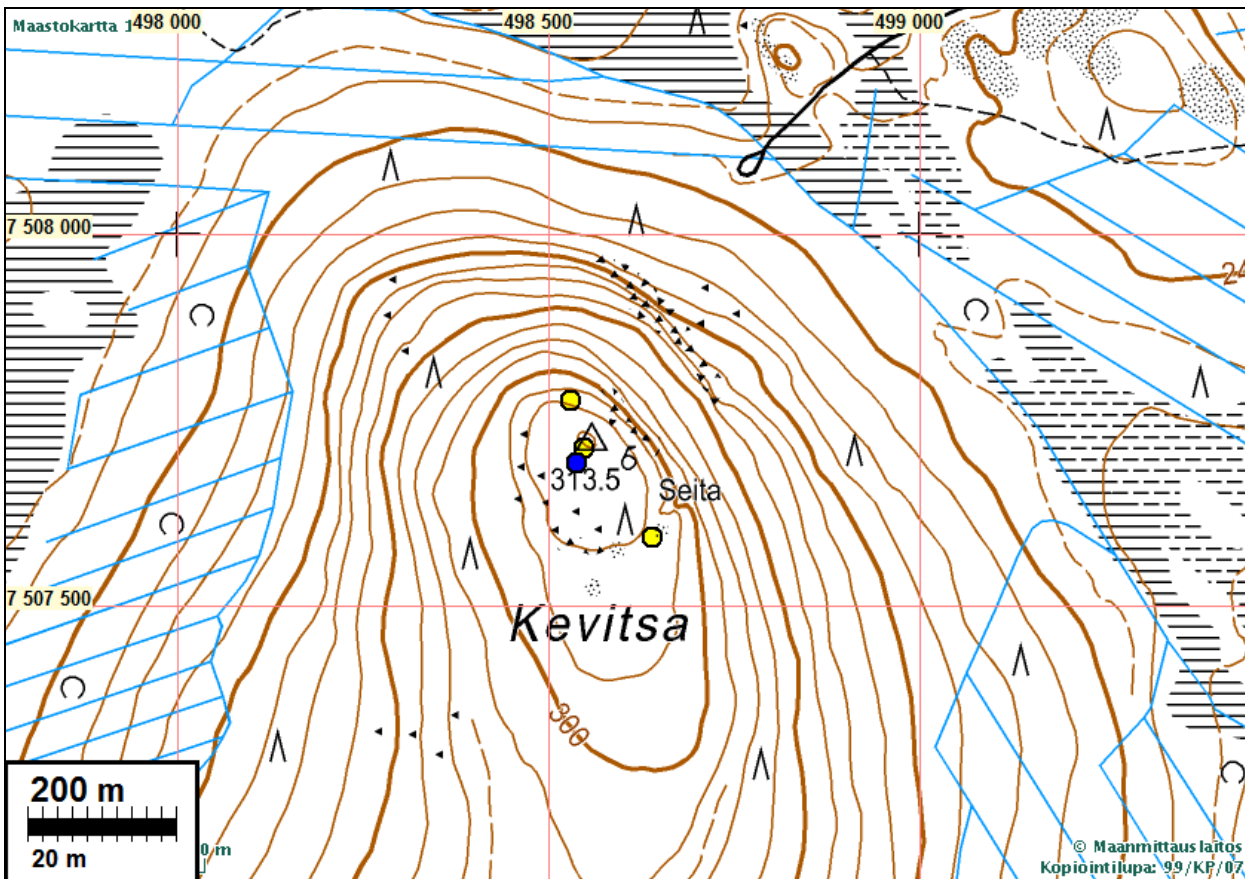 Maastokartta 1
498 000
498 500
499 000
7 508 000
24
6
313.5
Seita
7 507 500
Kevitsa
300
200 m
20 m
0 m
© Maanmittauslaitos
Kopiointilupa: 99/KP/07